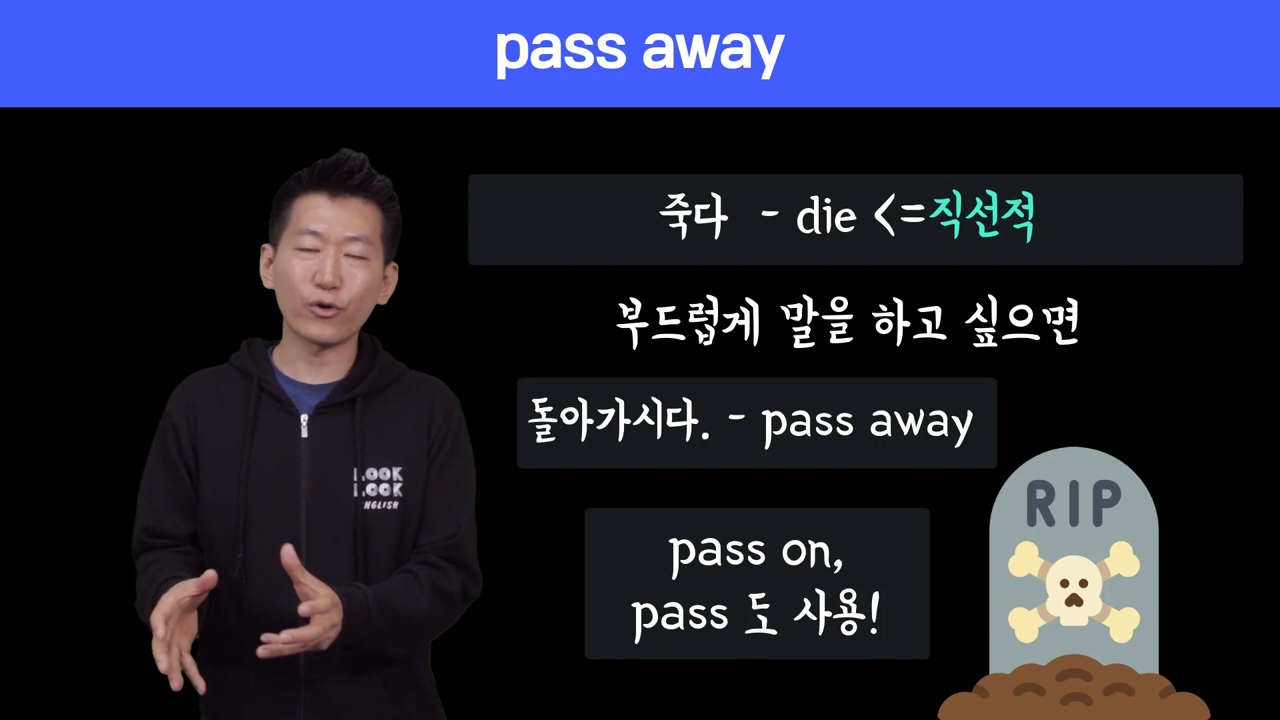 pass away
죽다 - die <=직선적
부드럽게 말을 하고 싶으면
돌아가시다. - pass away
pass on,
pass 도 사용!
LOOK
LOOK
ENGLISH
RIP